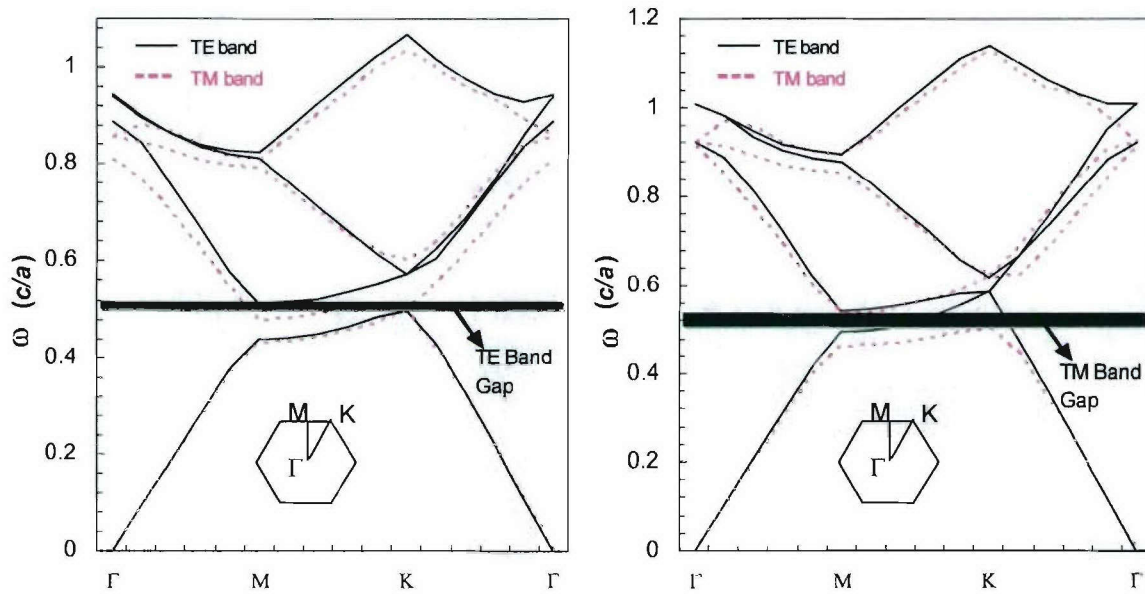 TE band
TM band
1
0.8
0.6
0.4
0.2
0
ω (c/a)
TE Band
Gap
M
K
Γ
Γ
M
K
Γ
1.2
TE band
TM band
1
0.8
0.6
0.4
0.2
0
ω (c/a)
TM Band
Gap
M
K
Γ
Γ
M
K
Γ